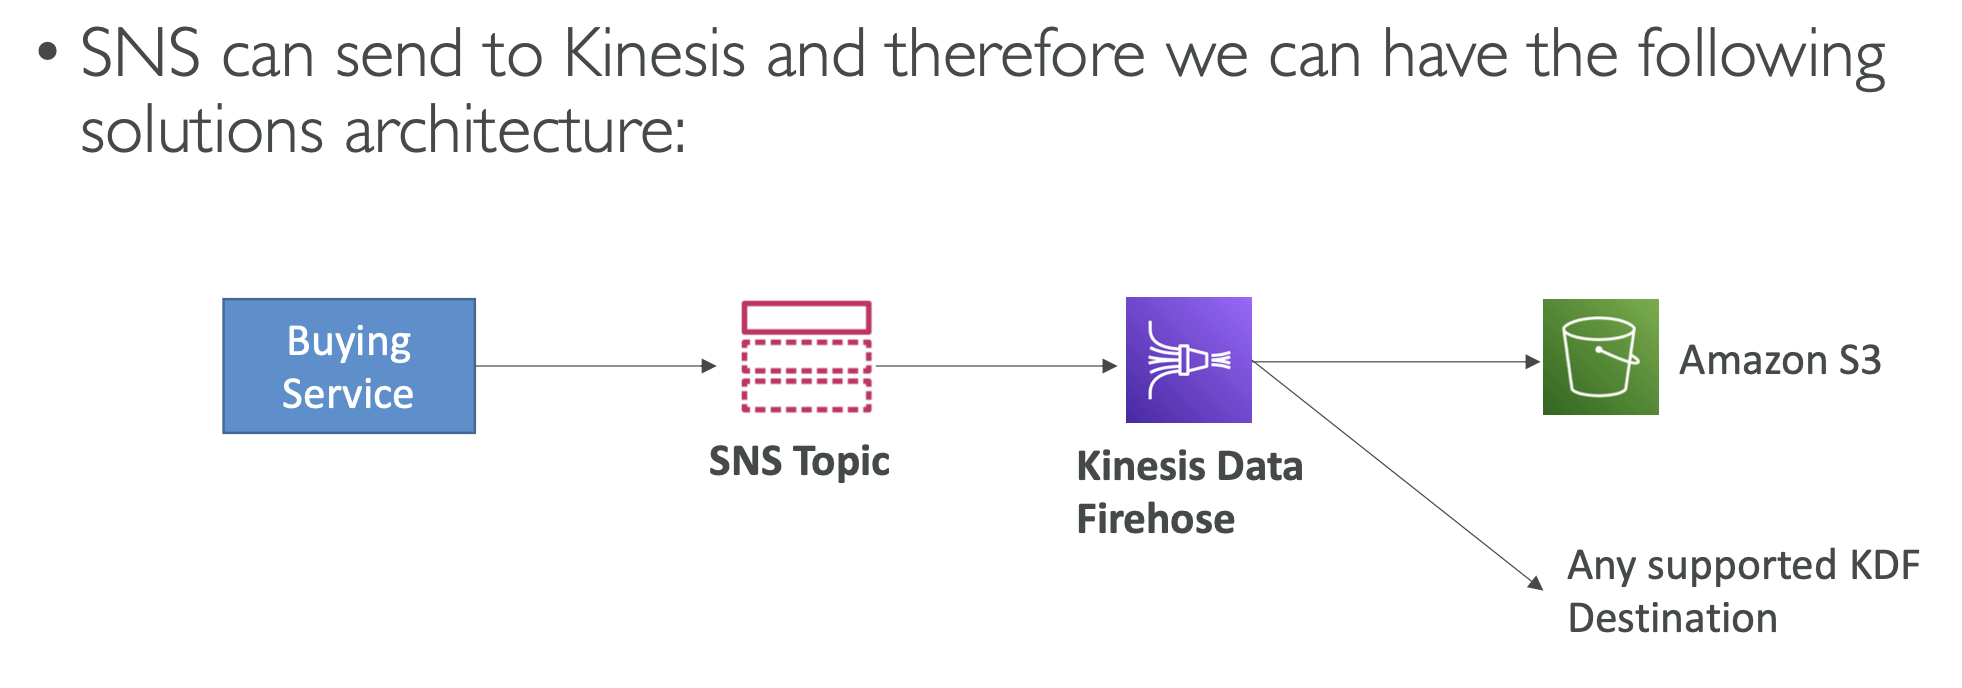 • SNS can send to Kinesis and therefore we can have the following
solutions architecture:
Buying
Service
SNS Topic
Kinesis Data
Firehose
Amazon S3
Any supported KDF
Destination